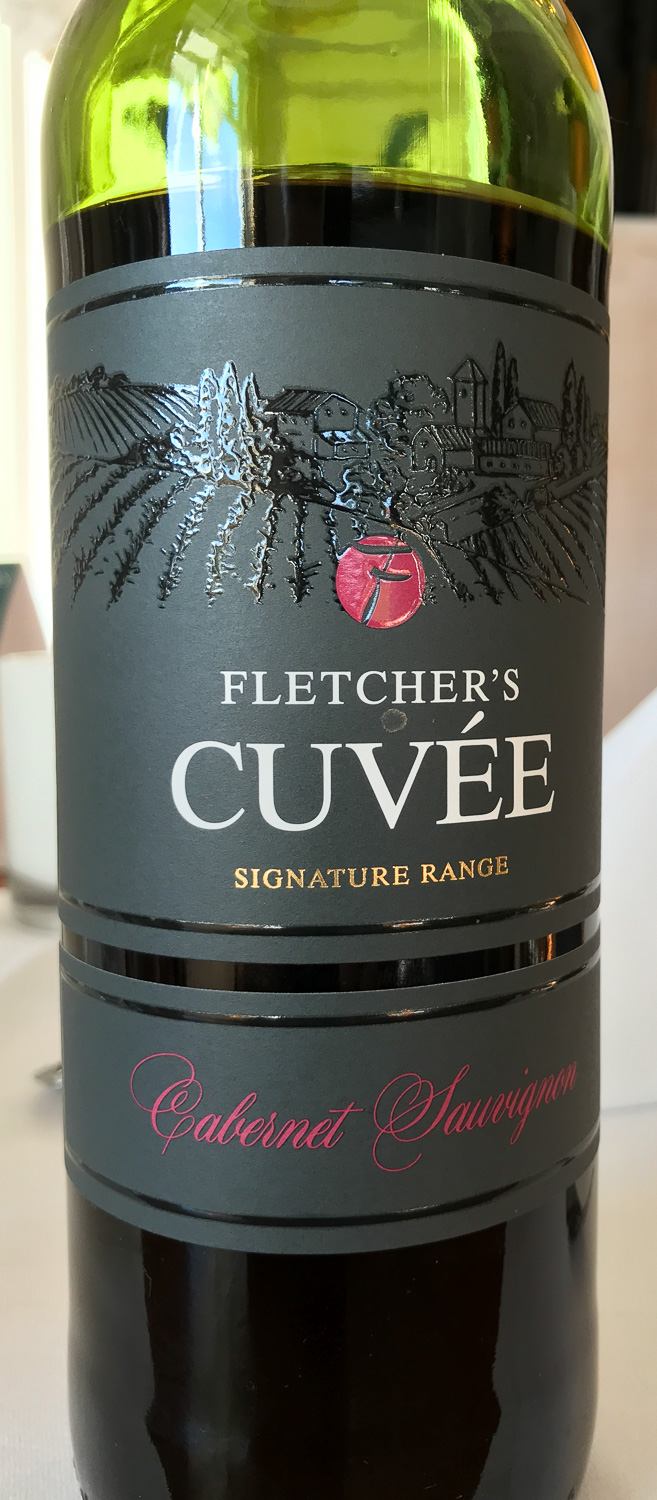 F
FLETCHER'S
CUVÉE
SIGNATURE RANGE
Cabernet Sauvignon